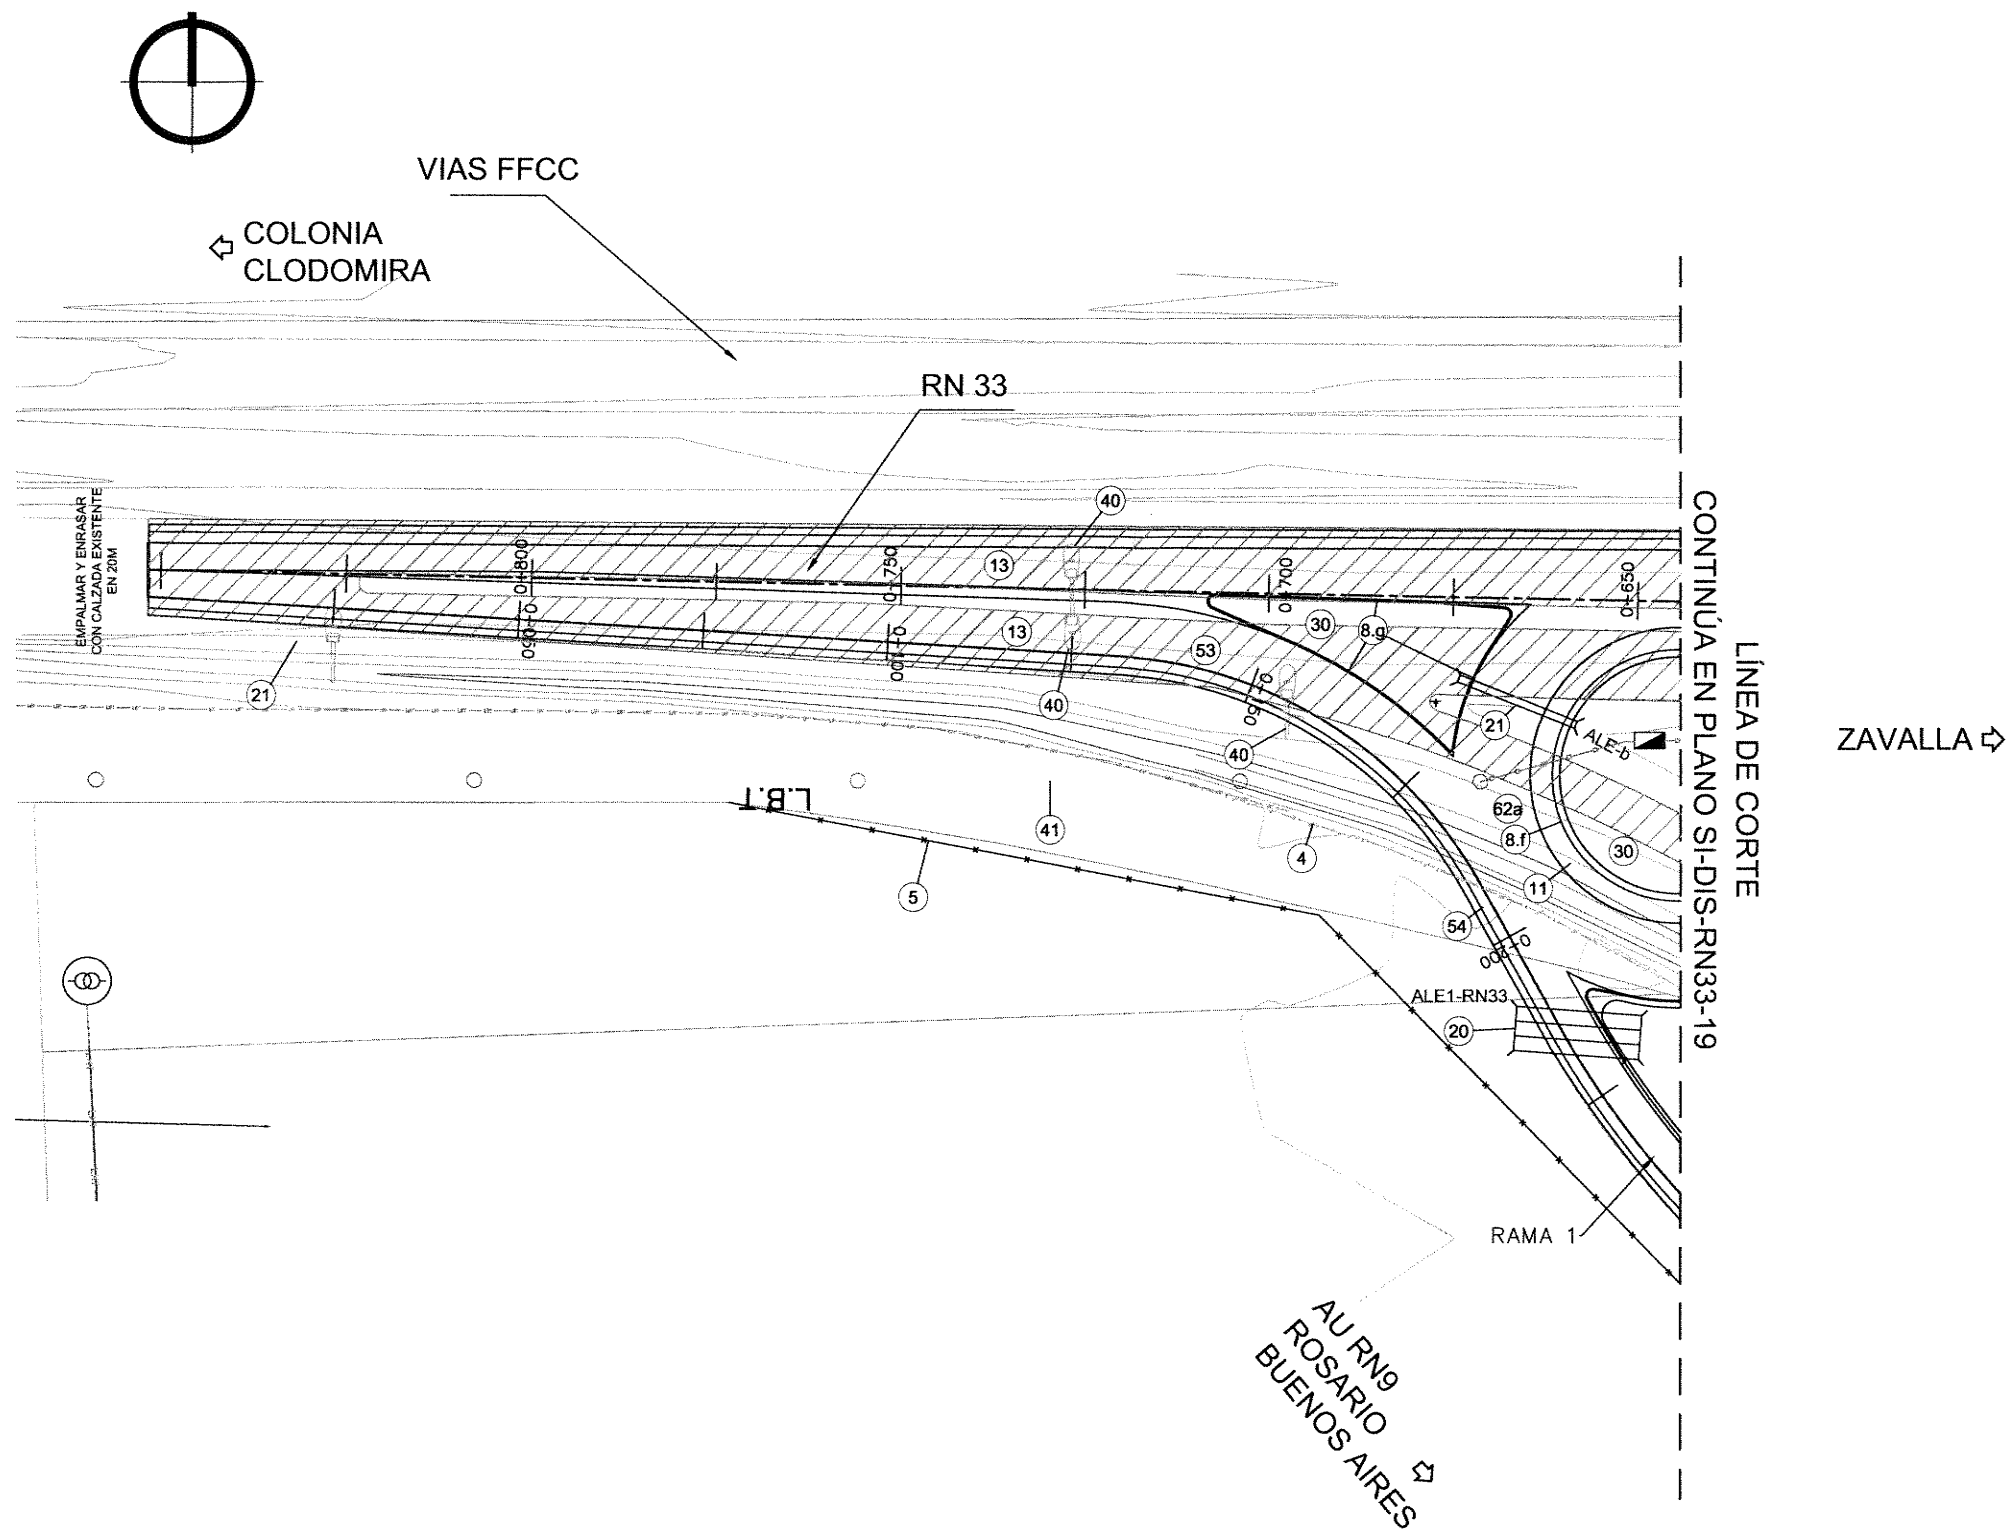 VIAS FFCC
COLONIA
CLODOMIRA
RN 33
40
EMPALMAR Y ENRASAR
CON CALZADA EXISTENTE
EN 20M
0+800
0+750
0+700
0+650
13
13
30
8.g
53
0+050
0+100
21
40
40
21
ALE-b
ZAVALLA
L.B.T
41
62a
8.f
4
30
5
11
54
0+200
ALE1-RN33
20
RAMA 1
LÍNEA DE CORTE
CONTINÚA EN PLANO SI-DIS-RN33-19
AU RN9
ROSARIO
BUENOS AIRES